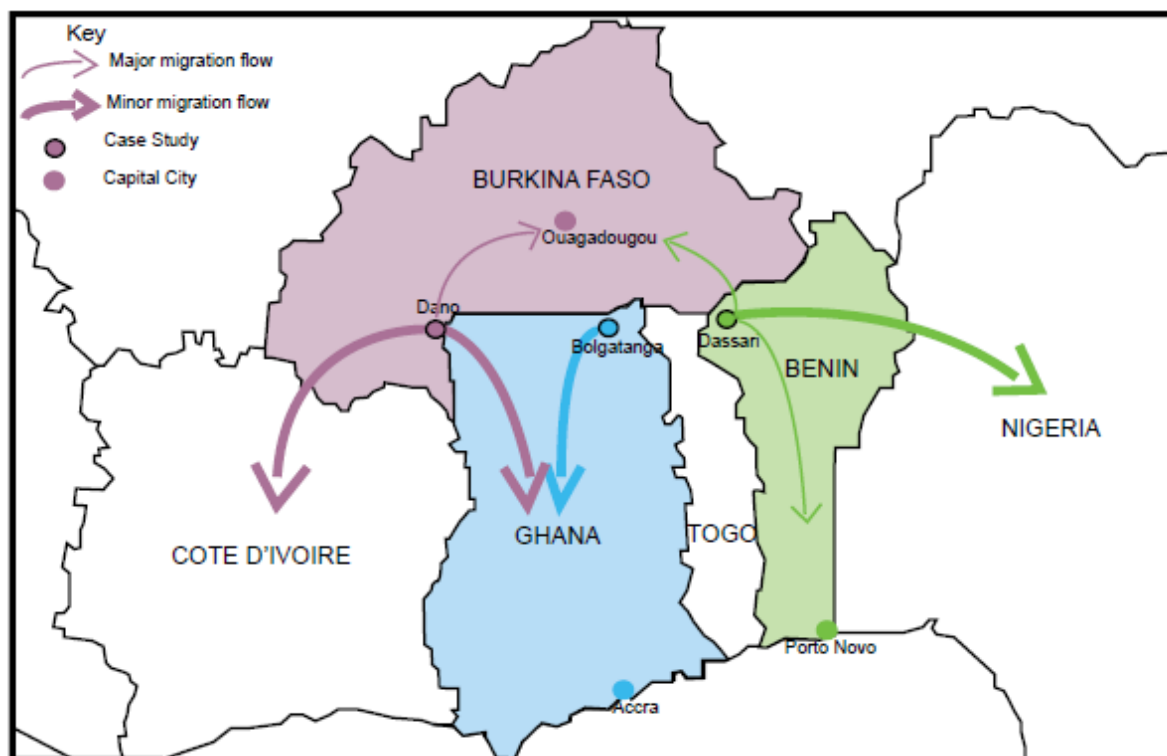 Key
Major migration flow
Minor migration flow
Case Study
Capital City
BURKINA FASO
Ouagadougou
Dano
Bolgatanga
Dassari
BENIN
NIGERIA
COTE D'IVOIRE
GHANA
TOGO
Porto Novo
Accra